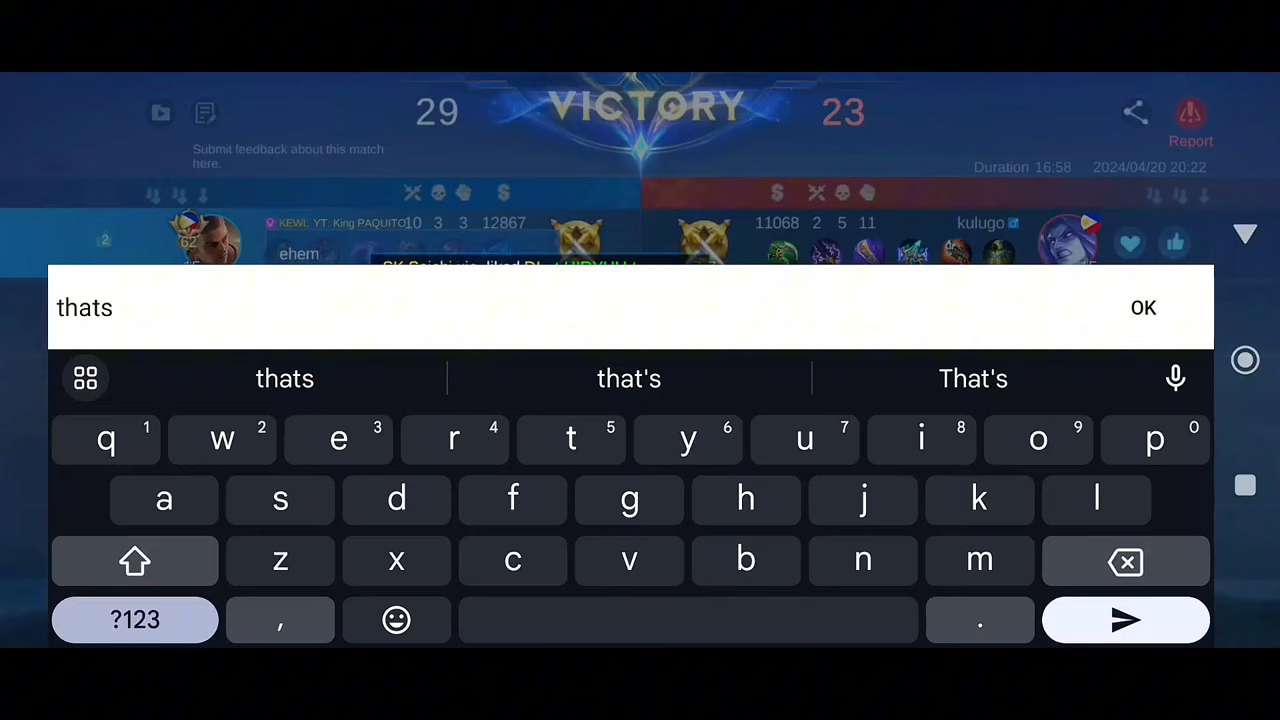 29 VICTORY 23
Report
Submit feedback about this match
here.
Duration 16:58 2024/04/20 20:22
KEWL YT: King PAQUITO 10 3 3 12867
11068 2 5 11 kulugo
2
62
ehem
thats OK
thats that's That's
q 1 w 2 e 3 r 4 t 5 y 6 u 7 i 8 o 9 p 0
a s d f g h j k l
z x c v b n m
?123 , .